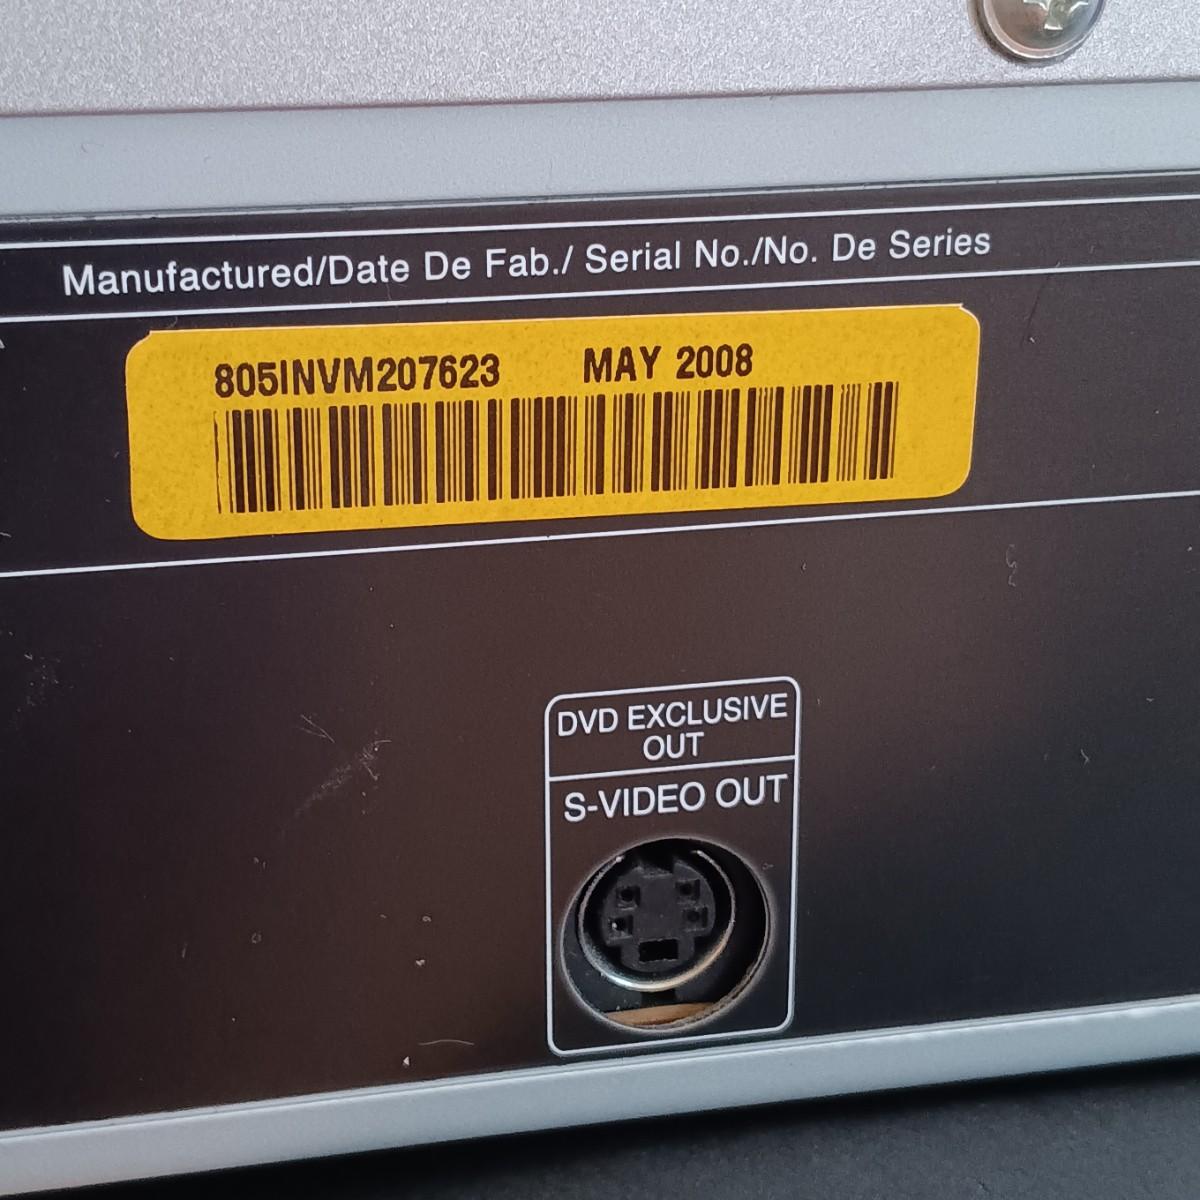 Manufactured/Date De Fab./ Serial No./No. De Series
805INVM207623 MAY 2008
DVD EXCLUSIVE
OUT
S-VIDEO OUT